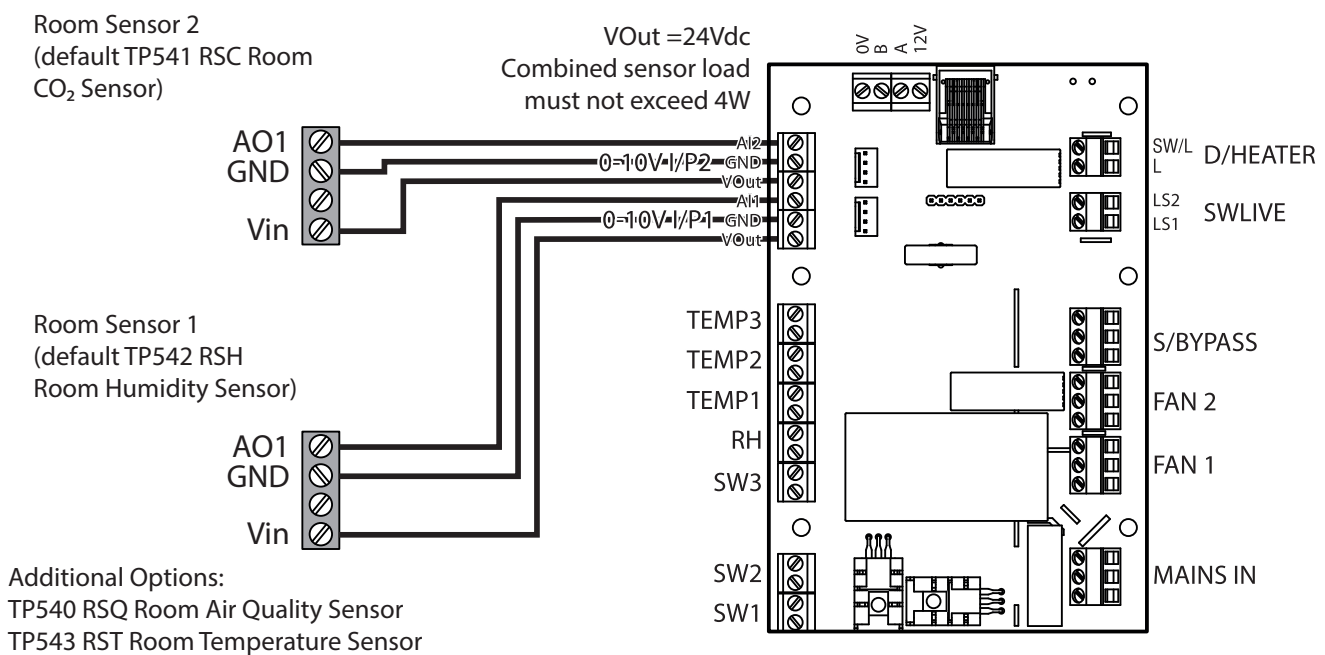 Room Sensor 2
(default TP541 RSC Room
CO₂ Sensor)
VOut =24Vdc
Combined sensor load
must not exceed 4W
0V
B
A
12V
AO1
GND
Vin
AI2
0-10V I/P2 GND
VOut
AI1
0-10V I/P1 GND
VOut
SW/L
L
D/HEATER
LS2
LS1
SWLIVE
Room Sensor 1
(default TP542 RSH
Room Humidity Sensor)
AO1
GND
Vin
TEMP3
TEMP2
TEMP1
RH
SW3
SW2
SW1
S/BYPASS
FAN 2
FAN 1
MAINS IN
Additional Options:
TP540 RSQ Room Air Quality Sensor
TP543 RST Room Temperature Sensor